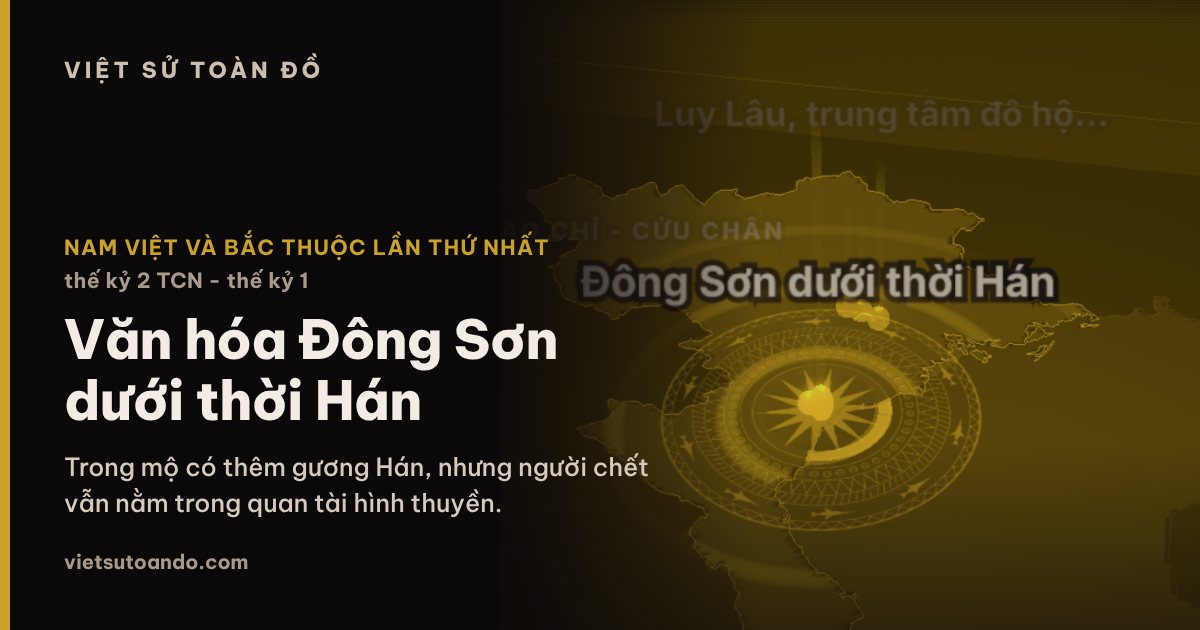 VIỆT SỬ TOÀN ĐỒ
NAM VIỆT VÀ BẮC THUỘC LẦN THỨ NHẤT
thế kỷ 2 TCN - thế kỷ 1
Văn hóa Đông Sơn
dưới thời Hán
Trong mộ có thêm gương Hán, nhưng người chết
vẫn nằm trong quan tài hình thuyền.
vietsutoando.com
Luy Lâu, trung tâm đô hộ...
CHỈ - CỬU CHÂN
Đông Sơn dưới thời Hán